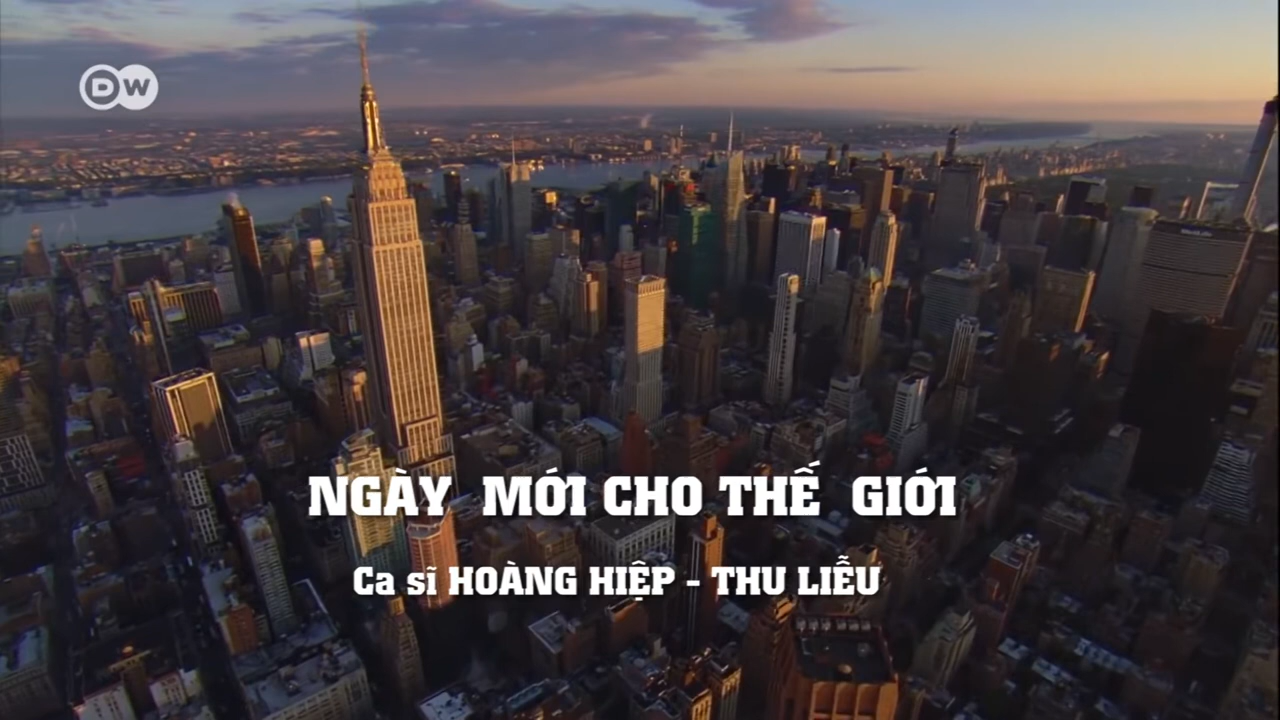 DW
NGÀY MỚI CHO THẾ GIỚI
Ca sĩ HOÀNG HIỆP - THU LIỄU